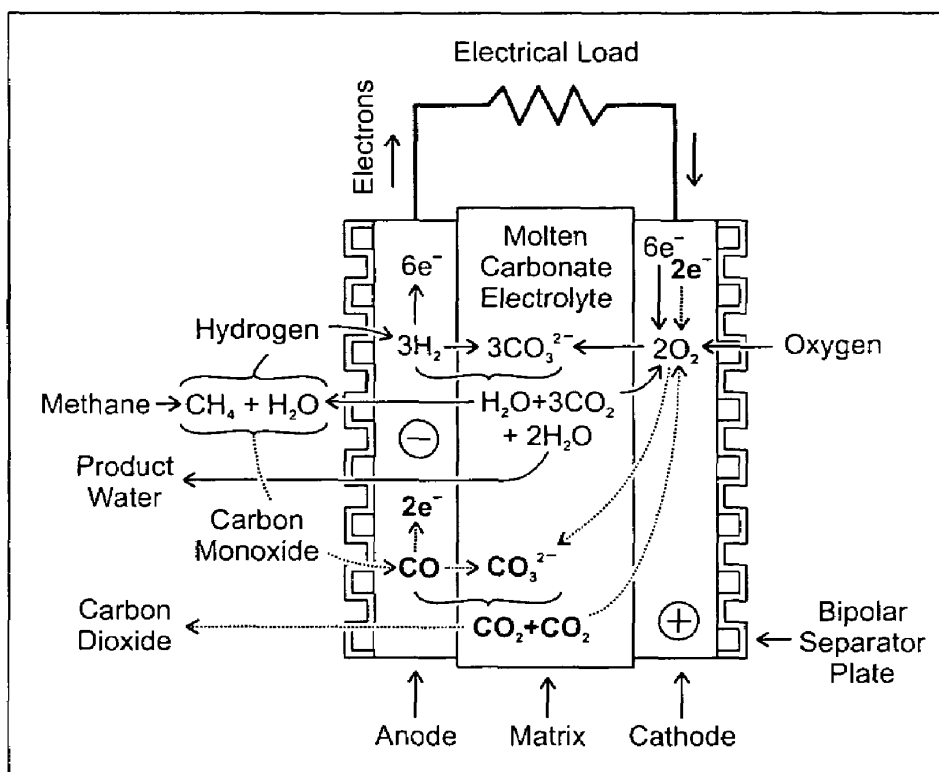 Electrical Load
Electrons
Molten
Carbonate
Electrolyte
6e⁻
6e⁻
2e⁻
Hydrogen
3H₂
3CO₃²⁻
2O₂
Oxygen
Methane
CH₄ + H₂O
H₂O+3CO₂
+ 2H₂O
−
Product
Water
2e⁻
Carbon
Monoxide
CO
CO₃²⁻
Carbon
Dioxide
CO₂+CO₂
+
Bipolar
Separator
Plate
Anode
Matrix
Cathode